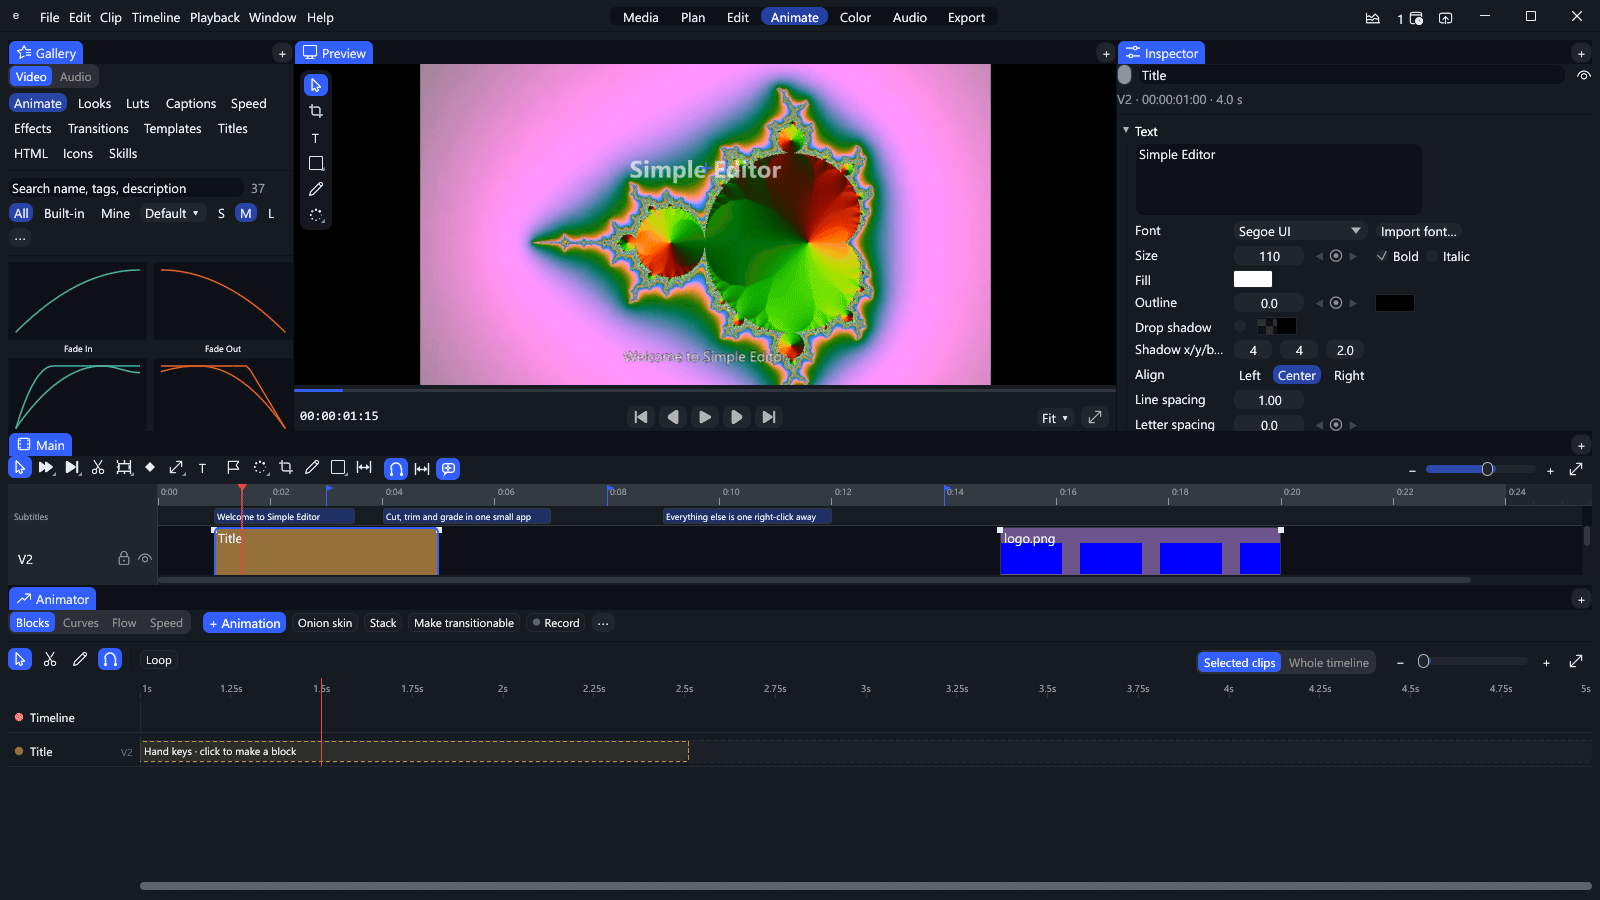 e File Edit Clip Timeline Playback Window Help
Media Plan Edit Animate Color Audio Export
1
Gallery
+
Preview
+
Inspector
+
Video Audio
Title
Animate Looks Luts Captions Speed
V2 · 00:00:01:00 · 4.0 s
Effects Transitions Templates Titles
HTML Icons Skills
Text
Simple Editor
Search name, tags, description 37
All Built-in Mine Default S M L
...
Simple Editor
Font Segoe UI Import font...
Size 110 Bold Italic
Fill
Outline 0.0
Drop shadow
Shadow x/y/b... 4 4 2.0
Align Left Center Right
Line spacing 1.00
Letter spacing 0.0
Fade In Fade Out
Welcome to Simple Editor
00:00:01:15
Fit
Main
+
T
T
0:00 0:02 0:04 0:06 0:08 0:10 0:12 0:14 0:16 0:18 0:20 0:22 0:24
Subtitles
Welcome to Simple Editor
Cut, trim and grade in one small app
Everything else is one right-click away
V2
Title
logo.png
Animator
+
Blocks Curves Flow Speed + Animation Onion skin Stack Make transitionable Record ...
Loop
Selected clips Whole timeline
1s 1.25s 1.5s 1.75s 2s 2.25s 2.5s 2.75s 3s 3.25s 3.5s 3.75s 4s 4.25s 4.5s 4.75s 5s
Timeline
Title V2 Hand keys · click to make a block